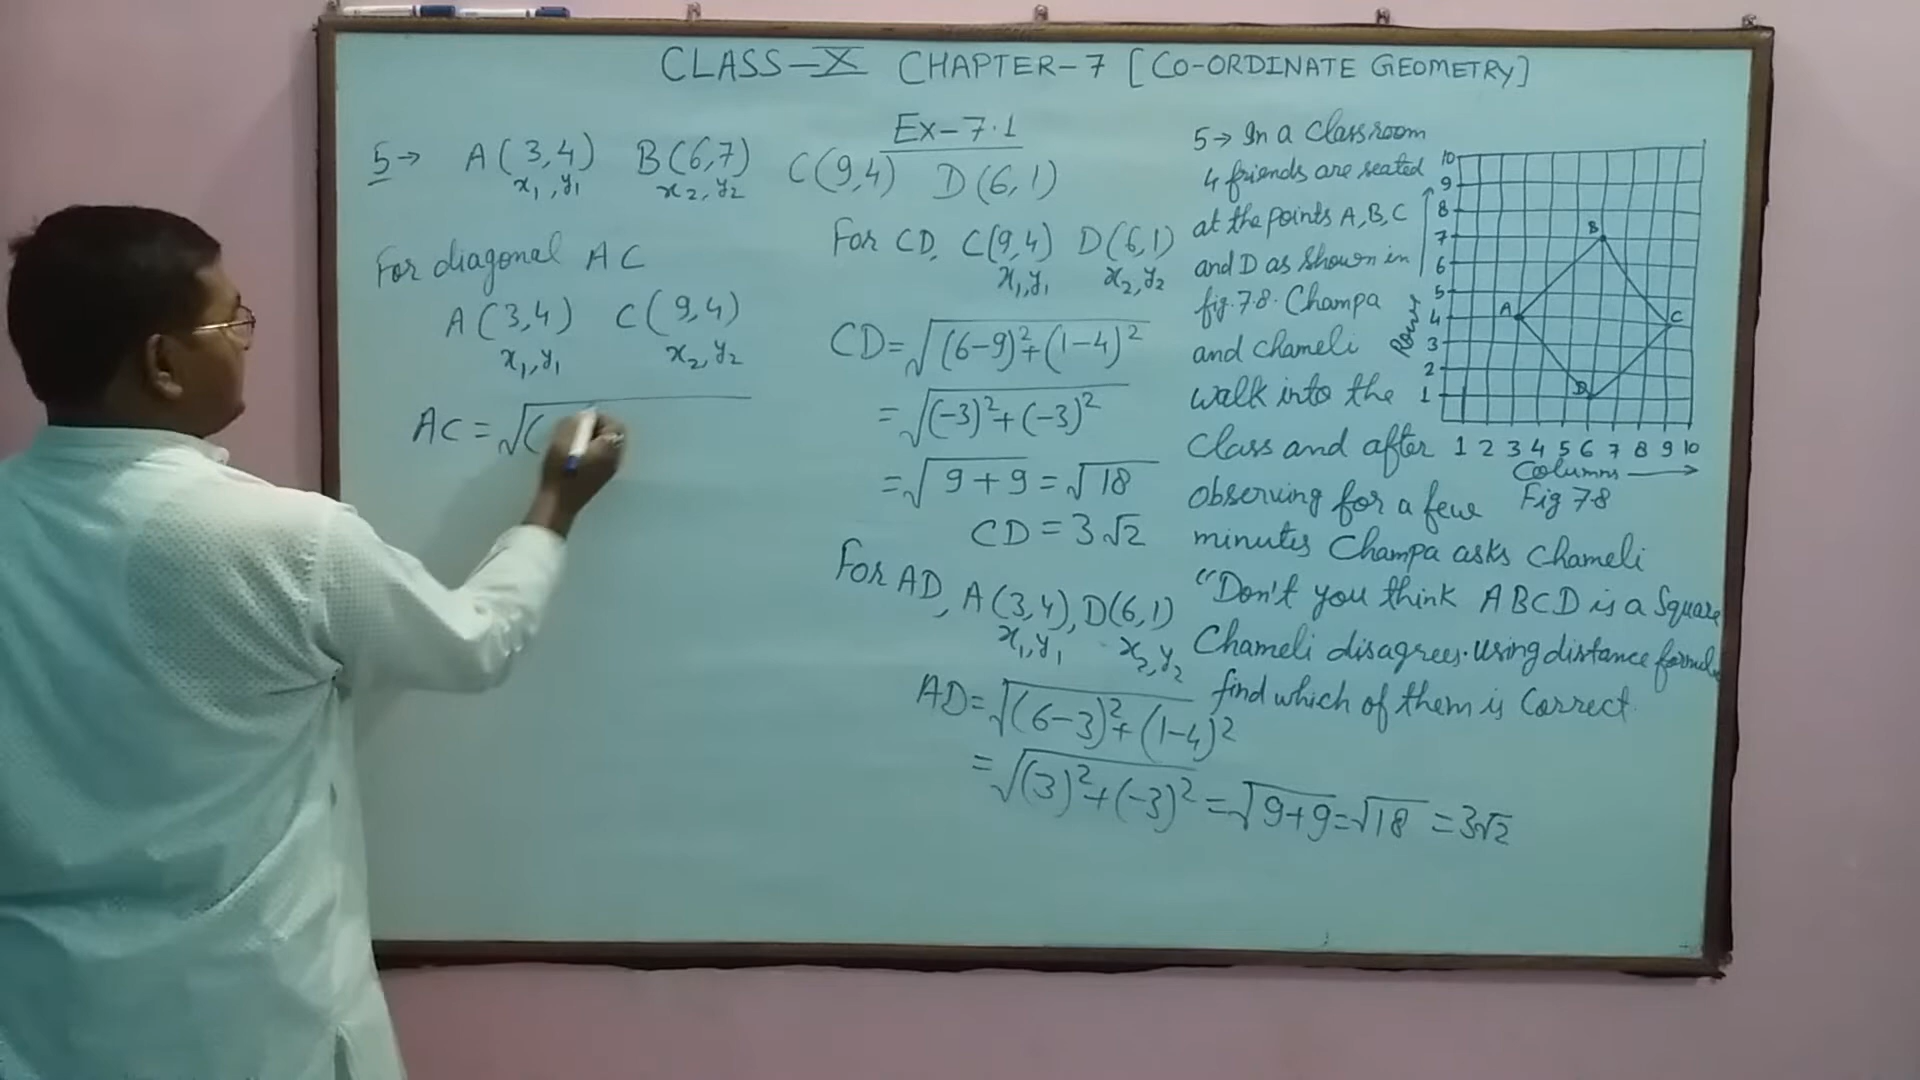 CLASS-X CHAPTER-7 [CO-ORDINATE GEOMETRY]
Ex-7.1
5→ A(3,4) B(6,7) C(9,4) D(6,1)
x₁,y₁ x₂,y₂
For diagonal AC
A(3,4) C(9,4)
x₁,y₁ x₂,y₂
AC=√(
For CD, C(9,4) D(6,1)
x₁,y₁ x₂,y₂
CD=√(6-9)²+(1-4)²
=√(-3)²+(-3)²
=√9+9=√18
CD=3√2
For AD, A(3,4), D(6,1)
x₁,y₁ x₂,y₂
AD=√(6-3)²+(1-4)²
=√(3)²+(-3)²=√9+9=√18=3√2
5→ In a Classroom
4 friends are seated
at the points A,B,C
and D as shown in
fig.7.8. Champa
and Chameli
walk into the
Class and after
observing for a few
minutes Champa asks Chameli
"Don't you think ABCD is a Square
Chameli disagrees. Using distance formula
find which of them is Correct.
10
9
8
7
6
5
4
3
2
1
Rows
B
A
C
D
1 2 3 4 5 6 7 8 9 10
Columns →
Fig 7.8